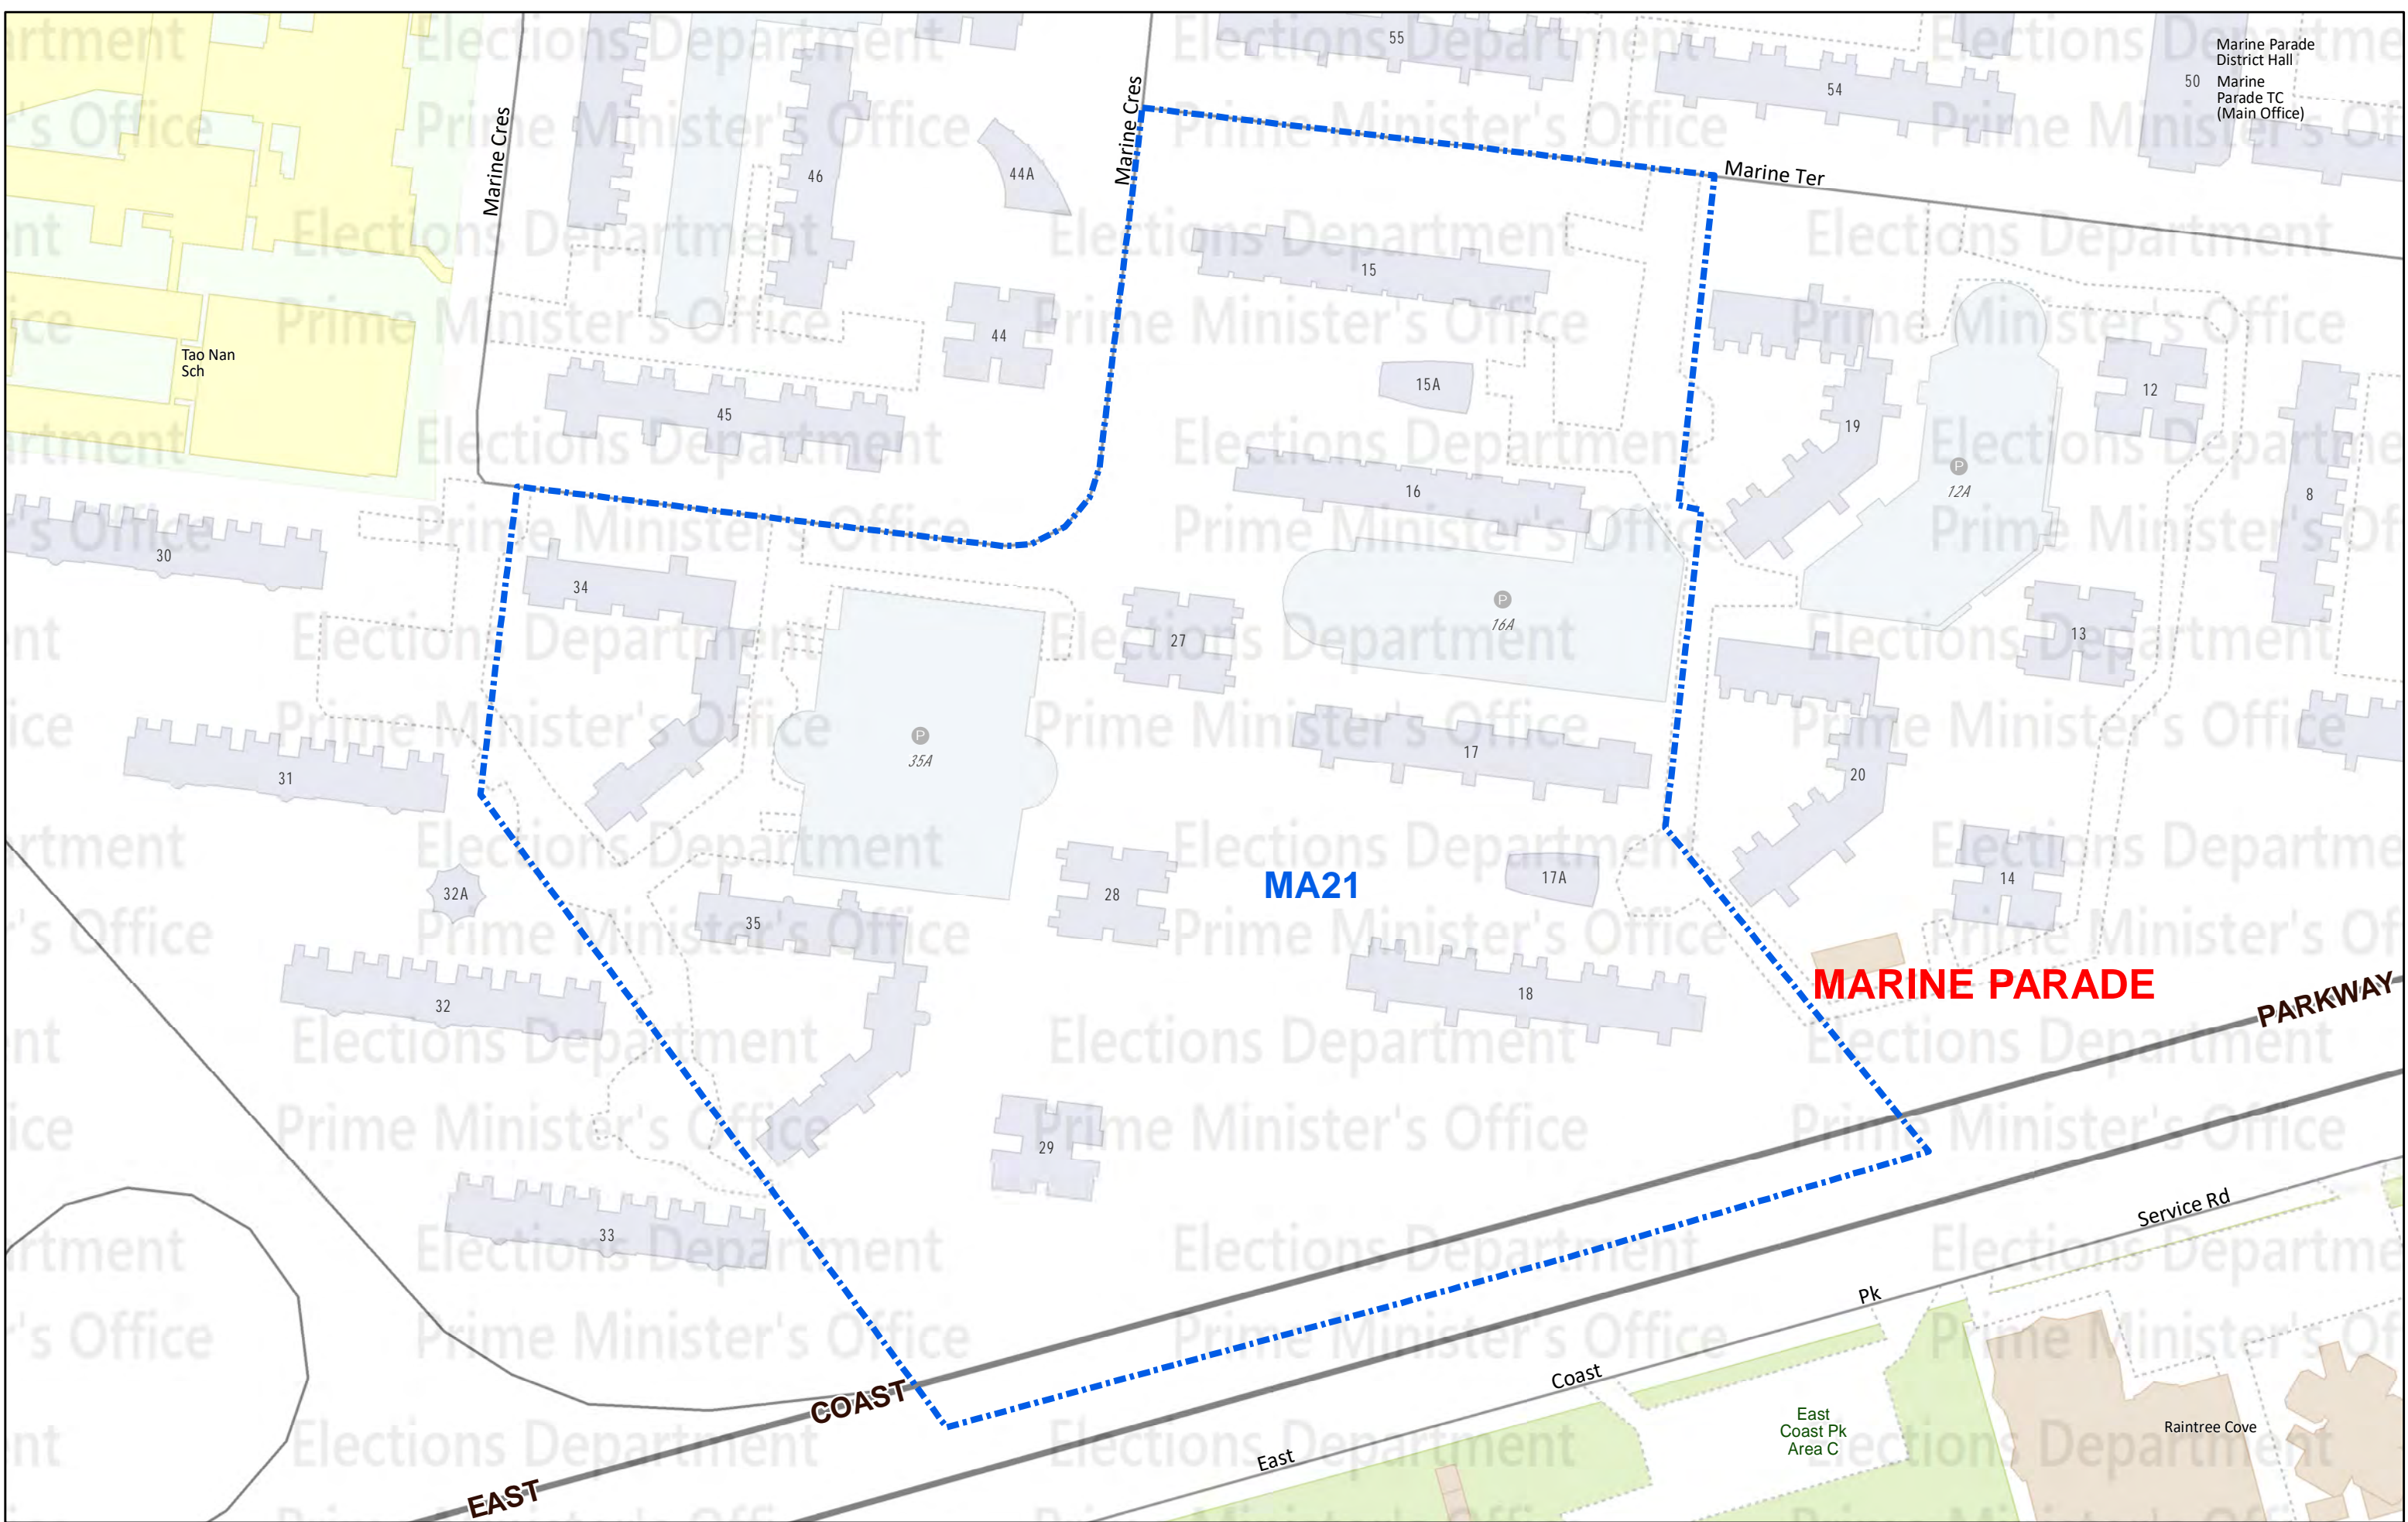 Marine Parade
District Hall
50
Marine
Parade TC
(Main Office)
55
54
Marine Cres
Marine Cres
46
44A
Marine Ter
15
44
Tao Nan
Sch
15A
12
45
19
P
12A
8
16
30
34
P
16A
13
27
P
35A
17
31
20
MA21
17A
14
32A
28
35
MARINE PARADE
18
32
PARKWAY
29
33
Service Rd
Pk
Coast
COAST
East
Coast Pk
Area C
Raintree Cove
East
EAST
Elections Department
Prime Minister's Office